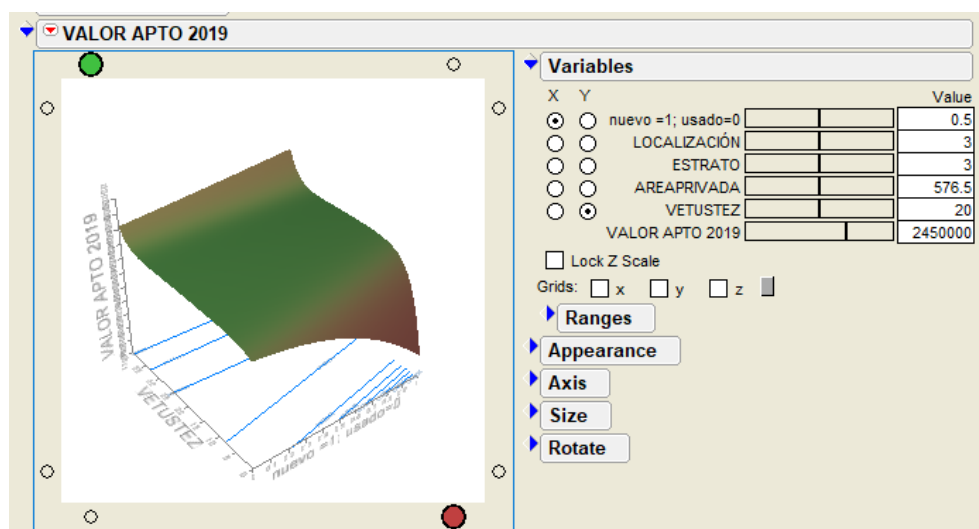 VALOR APTO 2019
Variables
X Y Value
nuevo =1; usado=0 0.5
LOCALIZACIÓN 3
ESTRATO 3
AREAPRIVADA 576.5
VETUSTEZ 20
VALOR APTO 2019 2450000
Lock Z Scale
Grids: x y z
Ranges
Appearance
Axis
Size
Rotate
VALOR APTO 2019
VETUSTEZ
nuevo =1; usado=0